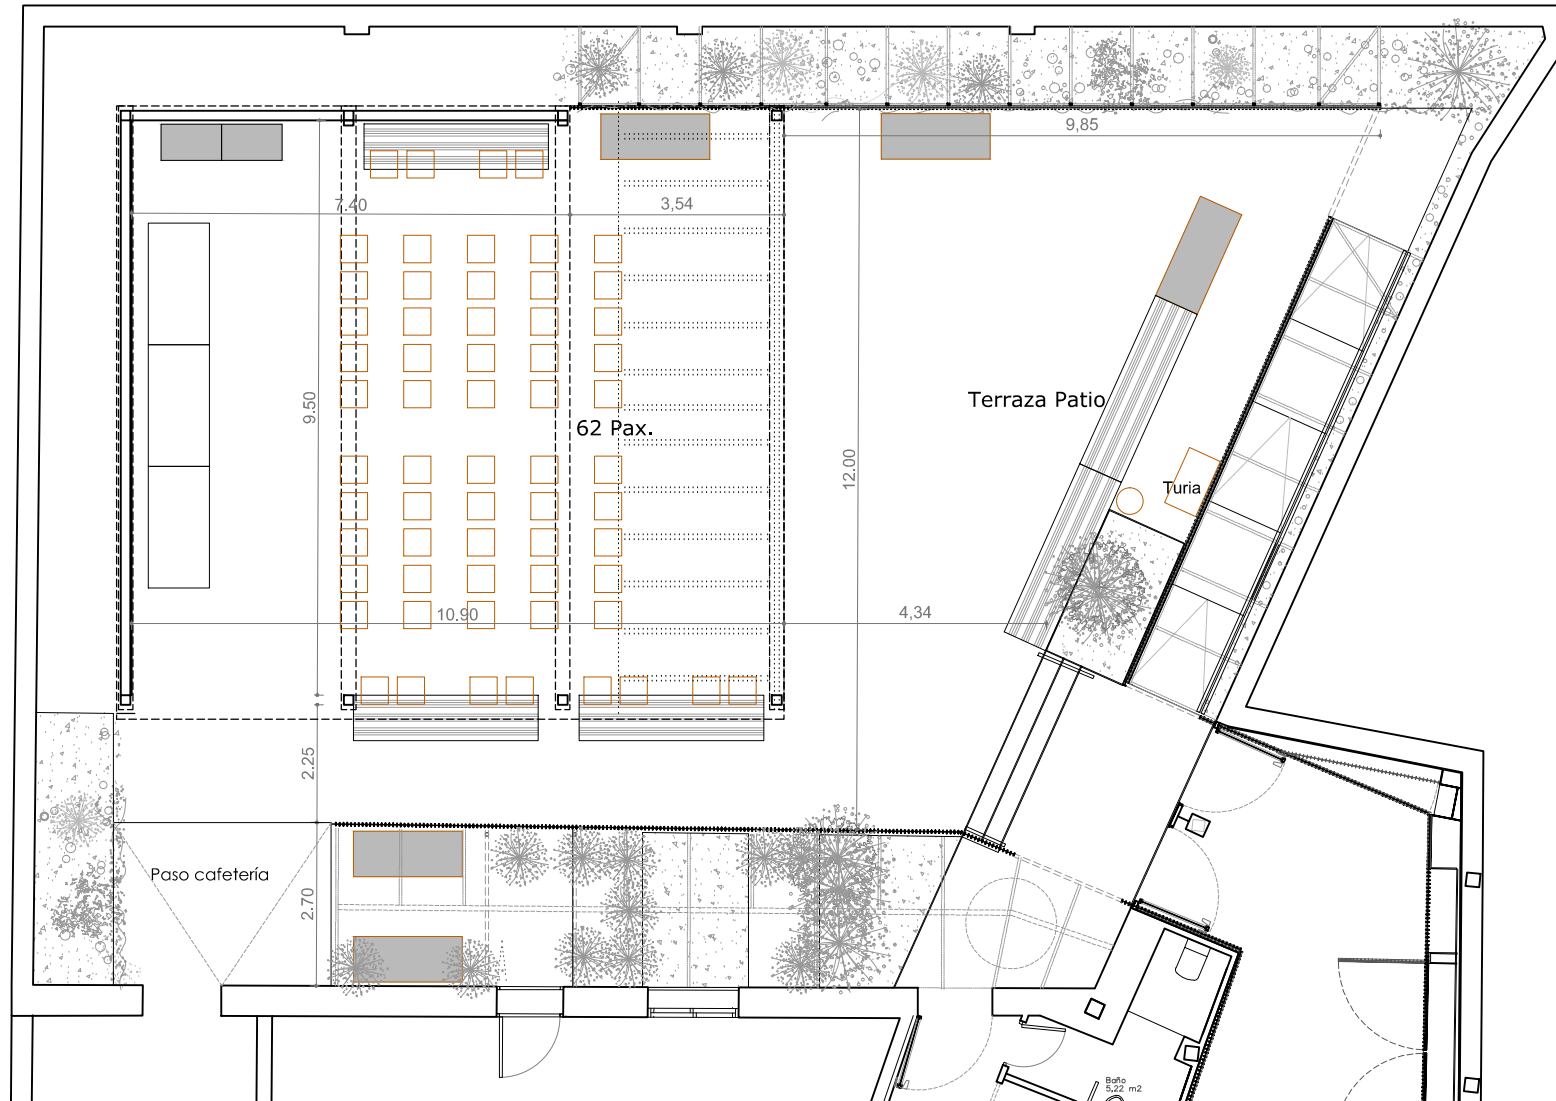 9,85
7.40
3,54
Terraza Patio
9.50
62 Pax.
12.00
Turia
10.90
4,34
2.25
Paso cafetería
2.70
Baño
5,22 m2